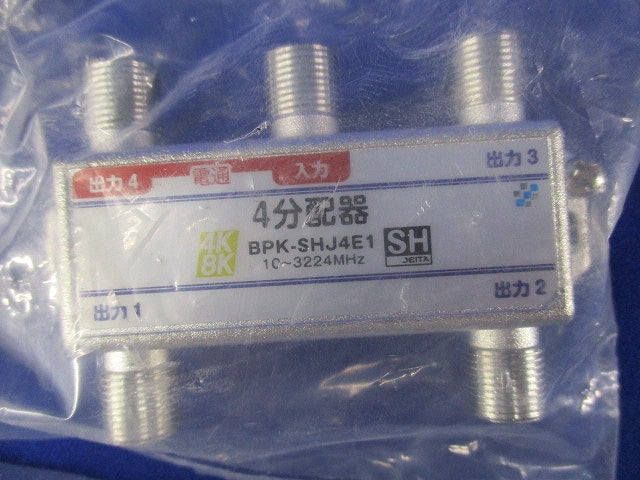 出力4 電通 入力 出力3
4分配器
4K
8K
BPK-SHJ4E1
10~3224MHz
SH
JEITA
出力1 出力2